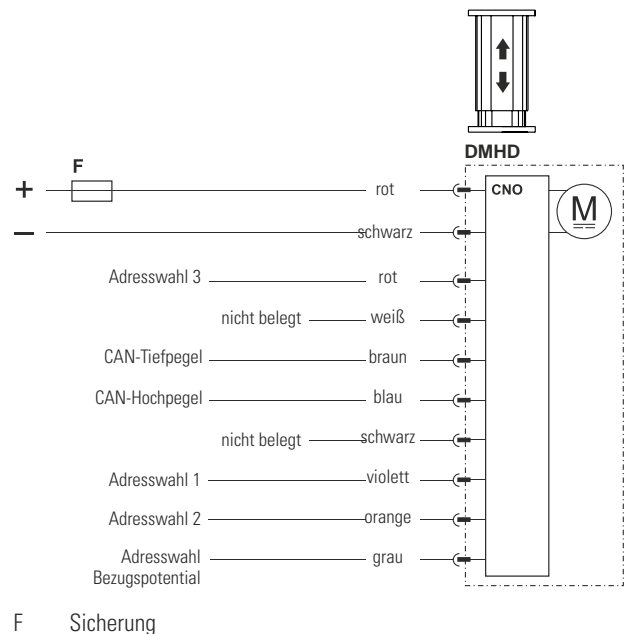 DMHD
F
+ rot CNO
– schwarz M
Adresswahl 3 rot
nicht belegt weiß
CAN-Tiefpegel braun
CAN-Hochpegel blau
nicht belegt schwarz
Adresswahl 1 violett
Adresswahl 2 orange
Adresswahl grau
Bezugspotential
F Sicherung